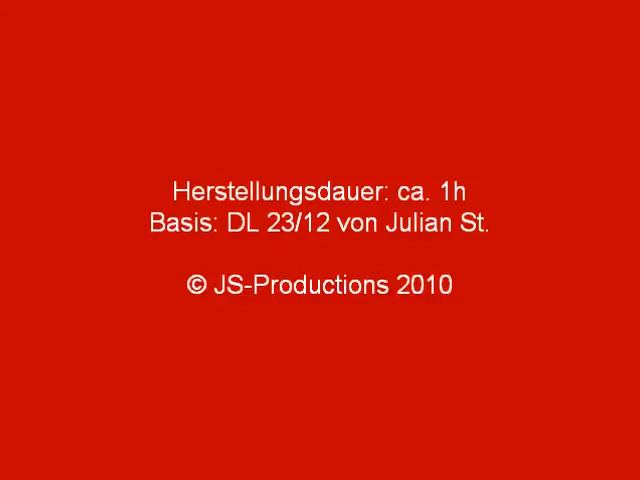 Herstellungsdauer: ca. 1h
Basis: DL 23/12 von Julian St.
© JS-Productions 2010